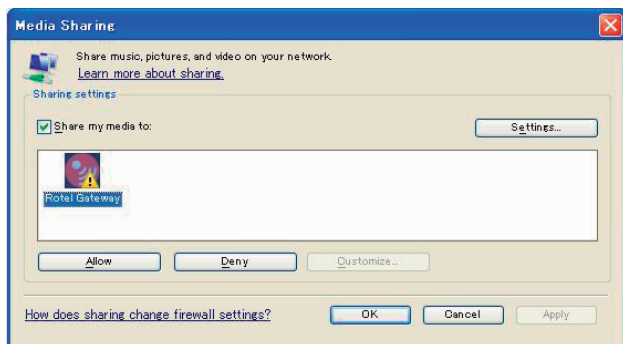 Media Sharing
Share music, pictures, and video on your network.
Learn more about sharing.
Sharing settings
Share my media to:
Settings...
Rotel Gateway
Allow
Deny
Customize...
How does sharing change firewall settings?
OK
Cancel
Apply